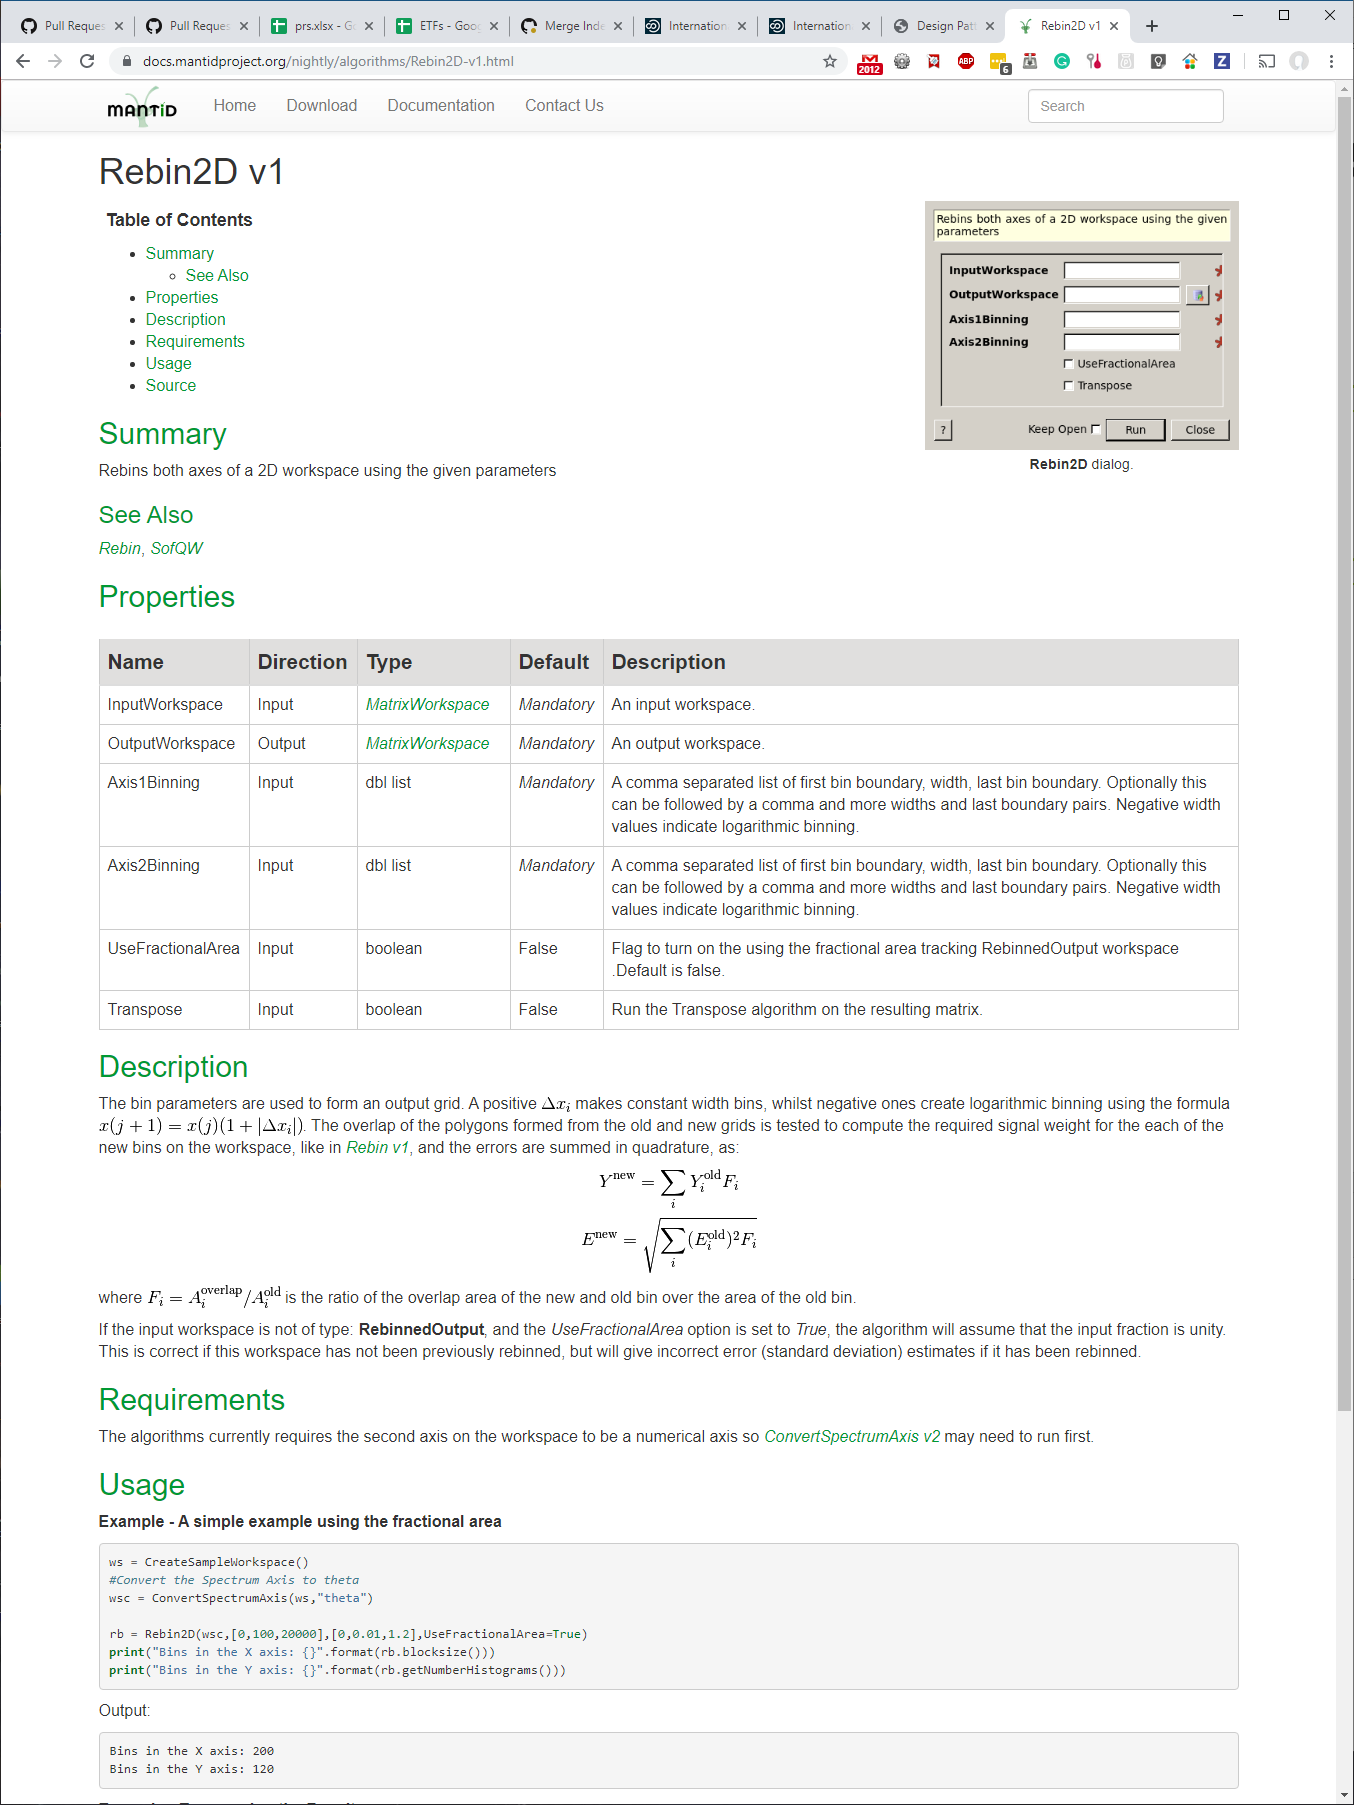 Pull Reques
Pull Reques
prs.xlsx - Go
ETFs - Goog
Merge Inde
Internationa
Internationa
Design Patt
Rebin2D v1
docs.mantidproject.org/nightly/algorithms/Rebin2D-v1.html
2012
ABP
6
Z
MANTID
Home
Download
Documentation
Contact Us
Search
Rebin2D v1
Table of Contents
Summary
See Also
Properties
Description
Requirements
Usage
Source
Rebins both axes of a 2D workspace using the given
parameters
InputWorkspace
OutputWorkspace
Axis1Binning
Axis2Binning
UseFractionalArea
Transpose
?
Keep Open
Run
Close
Rebin2D dialog.
Summary
Rebins both axes of a 2D workspace using the given parameters
See Also
Rebin, SofQW
Properties
Name Direction Type Default Description
InputWorkspace Input MatrixWorkspace Mandatory An input workspace.
OutputWorkspace Output MatrixWorkspace Mandatory An output workspace.
Axis1Binning Input dbl list Mandatory A comma separated list of first bin boundary, width, last bin boundary. Optionally this
can be followed by a comma and more widths and last boundary pairs. Negative width
values indicate logarithmic binning.
Axis2Binning Input dbl list Mandatory A comma separated list of first bin boundary, width, last bin boundary. Optionally this
can be followed by a comma and more widths and last boundary pairs. Negative width
values indicate logarithmic binning.
UseFractionalArea Input boolean False Flag to turn on the using the fractional area tracking RebinnedOutput workspace
.Default is false.
Transpose Input boolean False Run the Transpose algorithm on the resulting matrix.
Description
The bin parameters are used to form an output grid. A positive Δxᵢ makes constant width bins, whilst negative ones create logarithmic binning using the formula
x(j + 1) = x(j)(1 + |Δxᵢ|). The overlap of the polygons formed from the old and new grids is tested to compute the required signal weight for the each of the
new bins on the workspace, like in Rebin v1, and the errors are summed in quadrature, as:
Y^new = ∑_i Y_i^old F_i
E^new = √(∑_i (E_i^old)² F_i)
where F_i = A_i^overlap/A_i^old is the ratio of the overlap area of the new and old bin over the area of the old bin.
If the input workspace is not of type: RebinnedOutput, and the UseFractionalArea option is set to True, the algorithm will assume that the input fraction is unity.
This is correct if this workspace has not been previously rebinned, but will give incorrect error (standard deviation) estimates if it has been rebinned.
Requirements
The algorithms currently requires the second axis on the workspace to be a numerical axis so ConvertSpectrumAxis v2 may need to run first.
Usage
Example - A simple example using the fractional area
ws = CreateSampleWorkspace()
#Convert the Spectrum Axis to theta
wsc = ConvertSpectrumAxis(ws,"theta")
rb = Rebin2D(wsc,[0,100,20000],[0,0.01,1.2],UseFractionalArea=True)
print("Bins in the X axis: {}".format(rb.blocksize()))
print("Bins in the Y axis: {}".format(rb.getNumberHistograms()))
Output:
Bins in the X axis: 200
Bins in the Y axis: 120